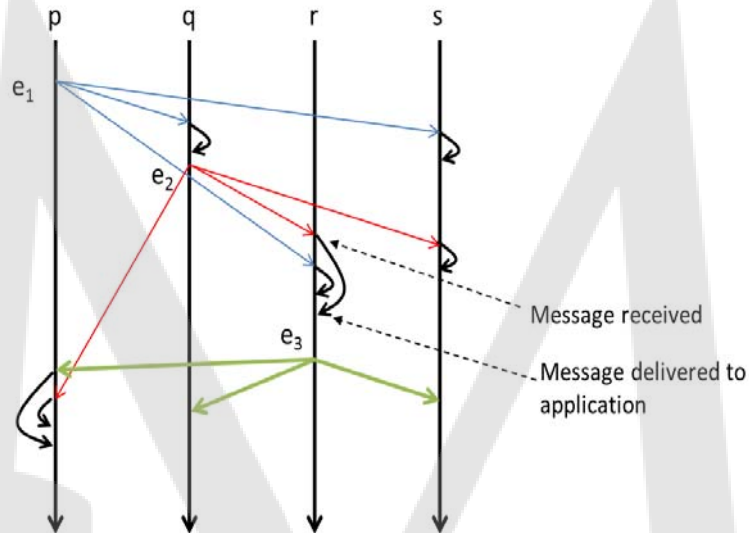 p q r s
e1
e2
Message received
e3
Message delivered to
application